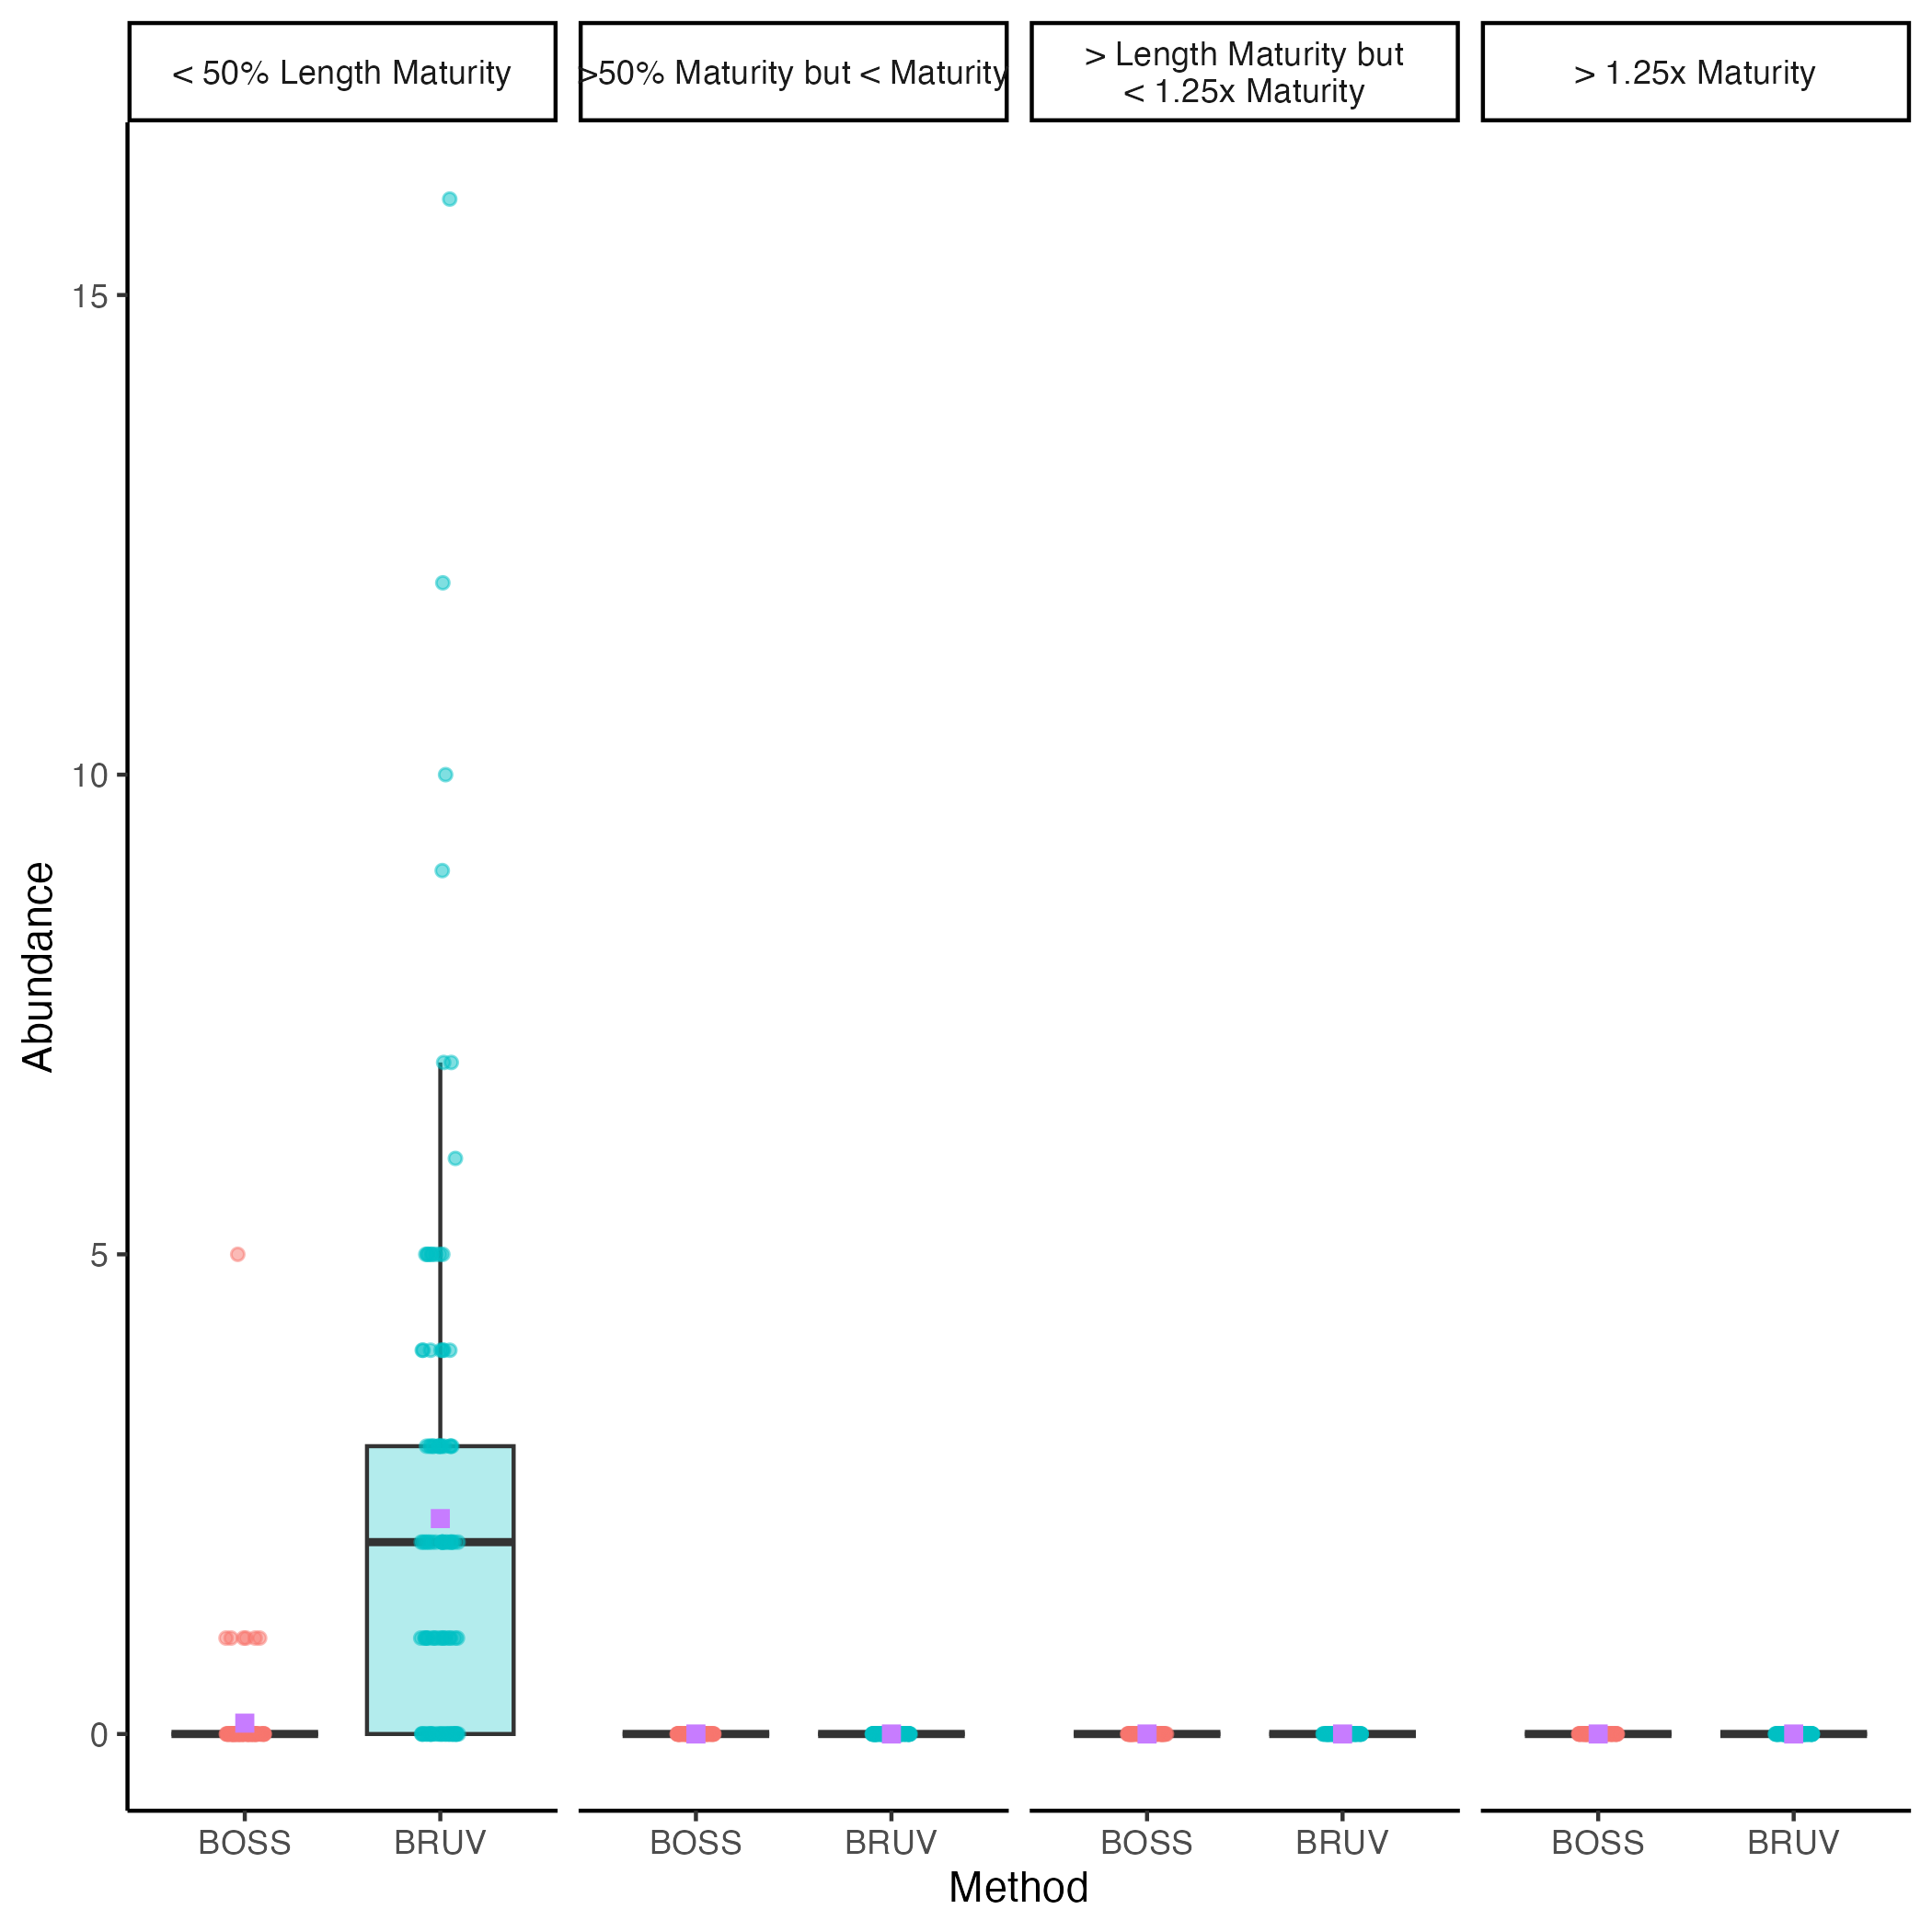 < 50% Length Maturity
>50% Maturity but < Maturity
> Length Maturity but
< 1.25x Maturity
> 1.25x Maturity
15
10
5
0
Abundance
BOSS BRUV BOSS BRUV BOSS BRUV BOSS BRUV
Method